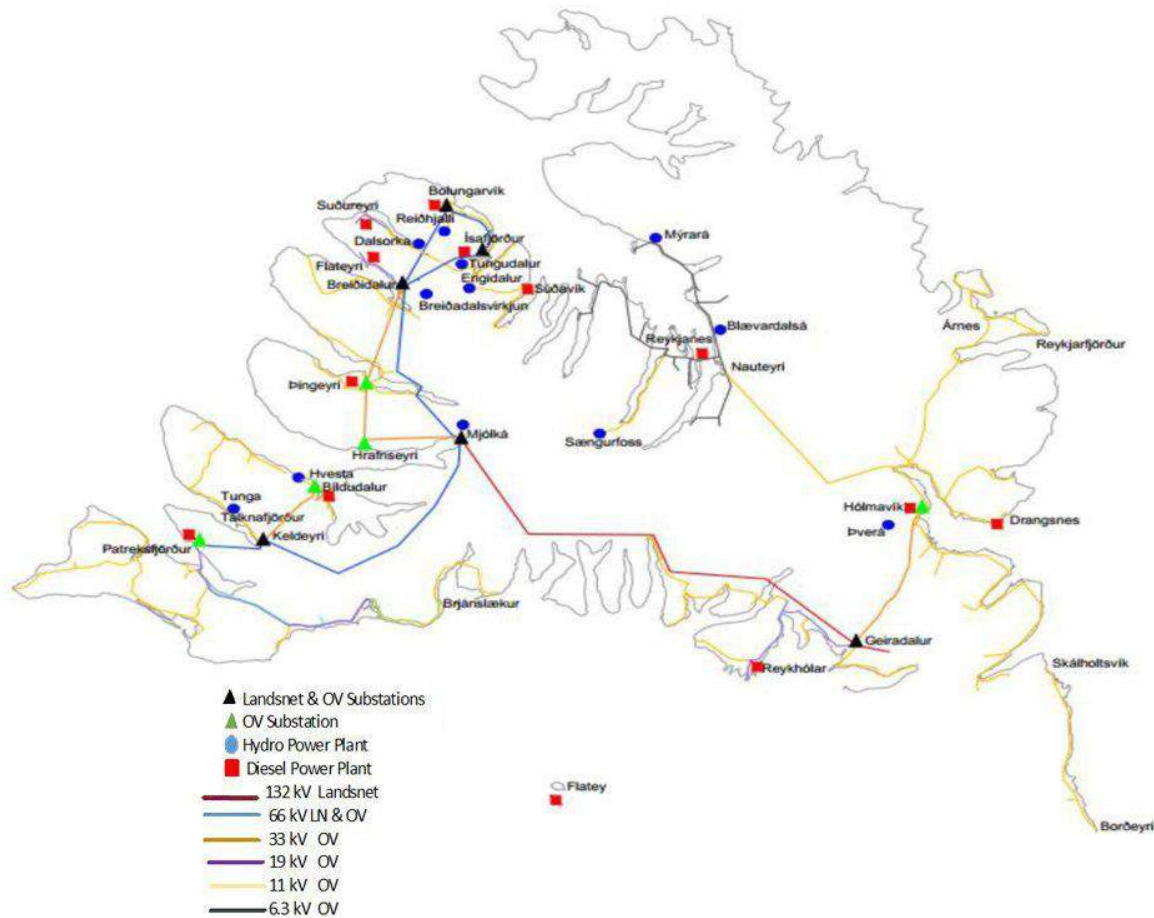 Bolungarvík
Suðureyri
Reiðhjalli
Dalsorka
Ísafjörður
Tungudalur
Flateyri
Engidalur
Breiðidalur
Súðavík
Breiðadalsvirkjun
Mýrará
Blævardalsá
Reykjanes
Nauteyri
Árnes
Reykjarfjörður
Þingeyri
Mjólká
Sængurfoss
Hrafnseyri
Hvesta
Bíldudalur
Tunga
Tálknafjörður
Hólmavík
Drangsnes
Þverá
Patreksfjörður
Keldeyri
Brjánslækur
Geiradalur
Reykhólar
Skálholtsvík
Landsnet & OV Substations
OV Substation
Hydro Power Plant
Diesel Power Plant
132 kV Landsnet
66 kV LN & OV
33 kV OV
19 kV OV
11 kV OV
6.3 kV OV
Flatey
Borðeyri